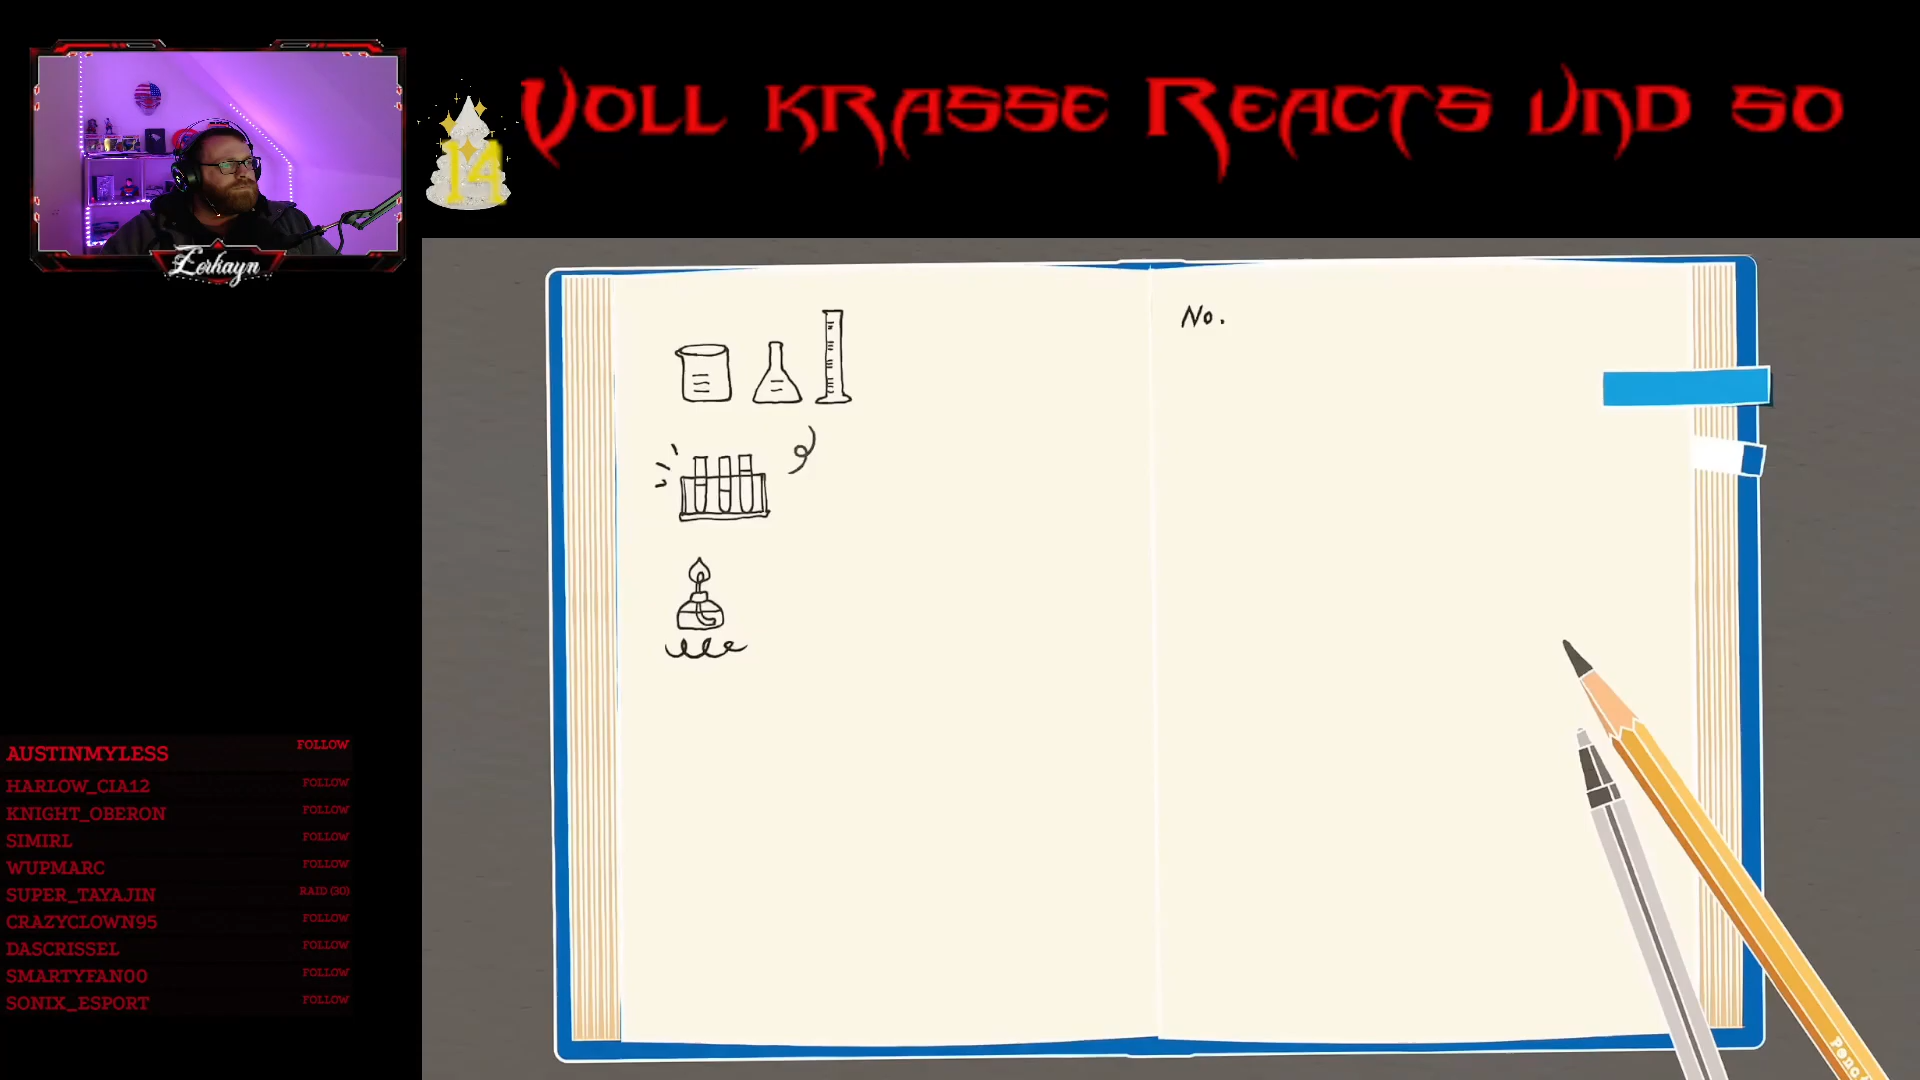 Voll krasse Reacts und so
14
Zerkayn
No.
AUSTINMYLESS FOLLOW
HARLOW_CIA12 FOLLOW
KNIGHT_OBERON FOLLOW
SIMIRL FOLLOW
WUPMARC FOLLOW
SUPER_TAYAJIN RAID (30)
CRAZYCLOWN95 FOLLOW
DASCRISSEL FOLLOW
SMARTYFAN00 FOLLOW
SONIX_ESPORT FOLLOW